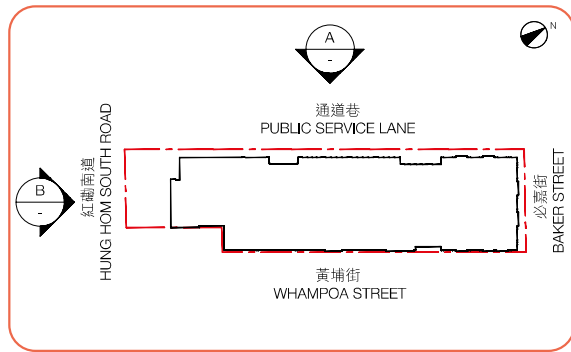 A
-
N
通道巷
PUBLIC SERVICE LANE
B
-
紅磡南道
HUNG HOM SOUTH ROAD
必嘉街
BAKER STREET
黃埔街
WHAMPOA STREET